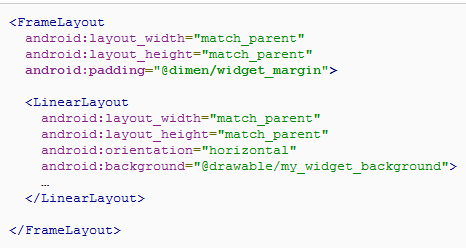 <FrameLayout
  android:layout_width="match_parent"
  android:layout_height="match_parent"
  android:padding="@dimen/widget_margin">

  <LinearLayout
    android:layout_width="match_parent"
    android:layout_height="match_parent"
    android:orientation="horizontal"
    android:background="@drawable/my_widget_background">
    …
  </LinearLayout>

</FrameLayout>